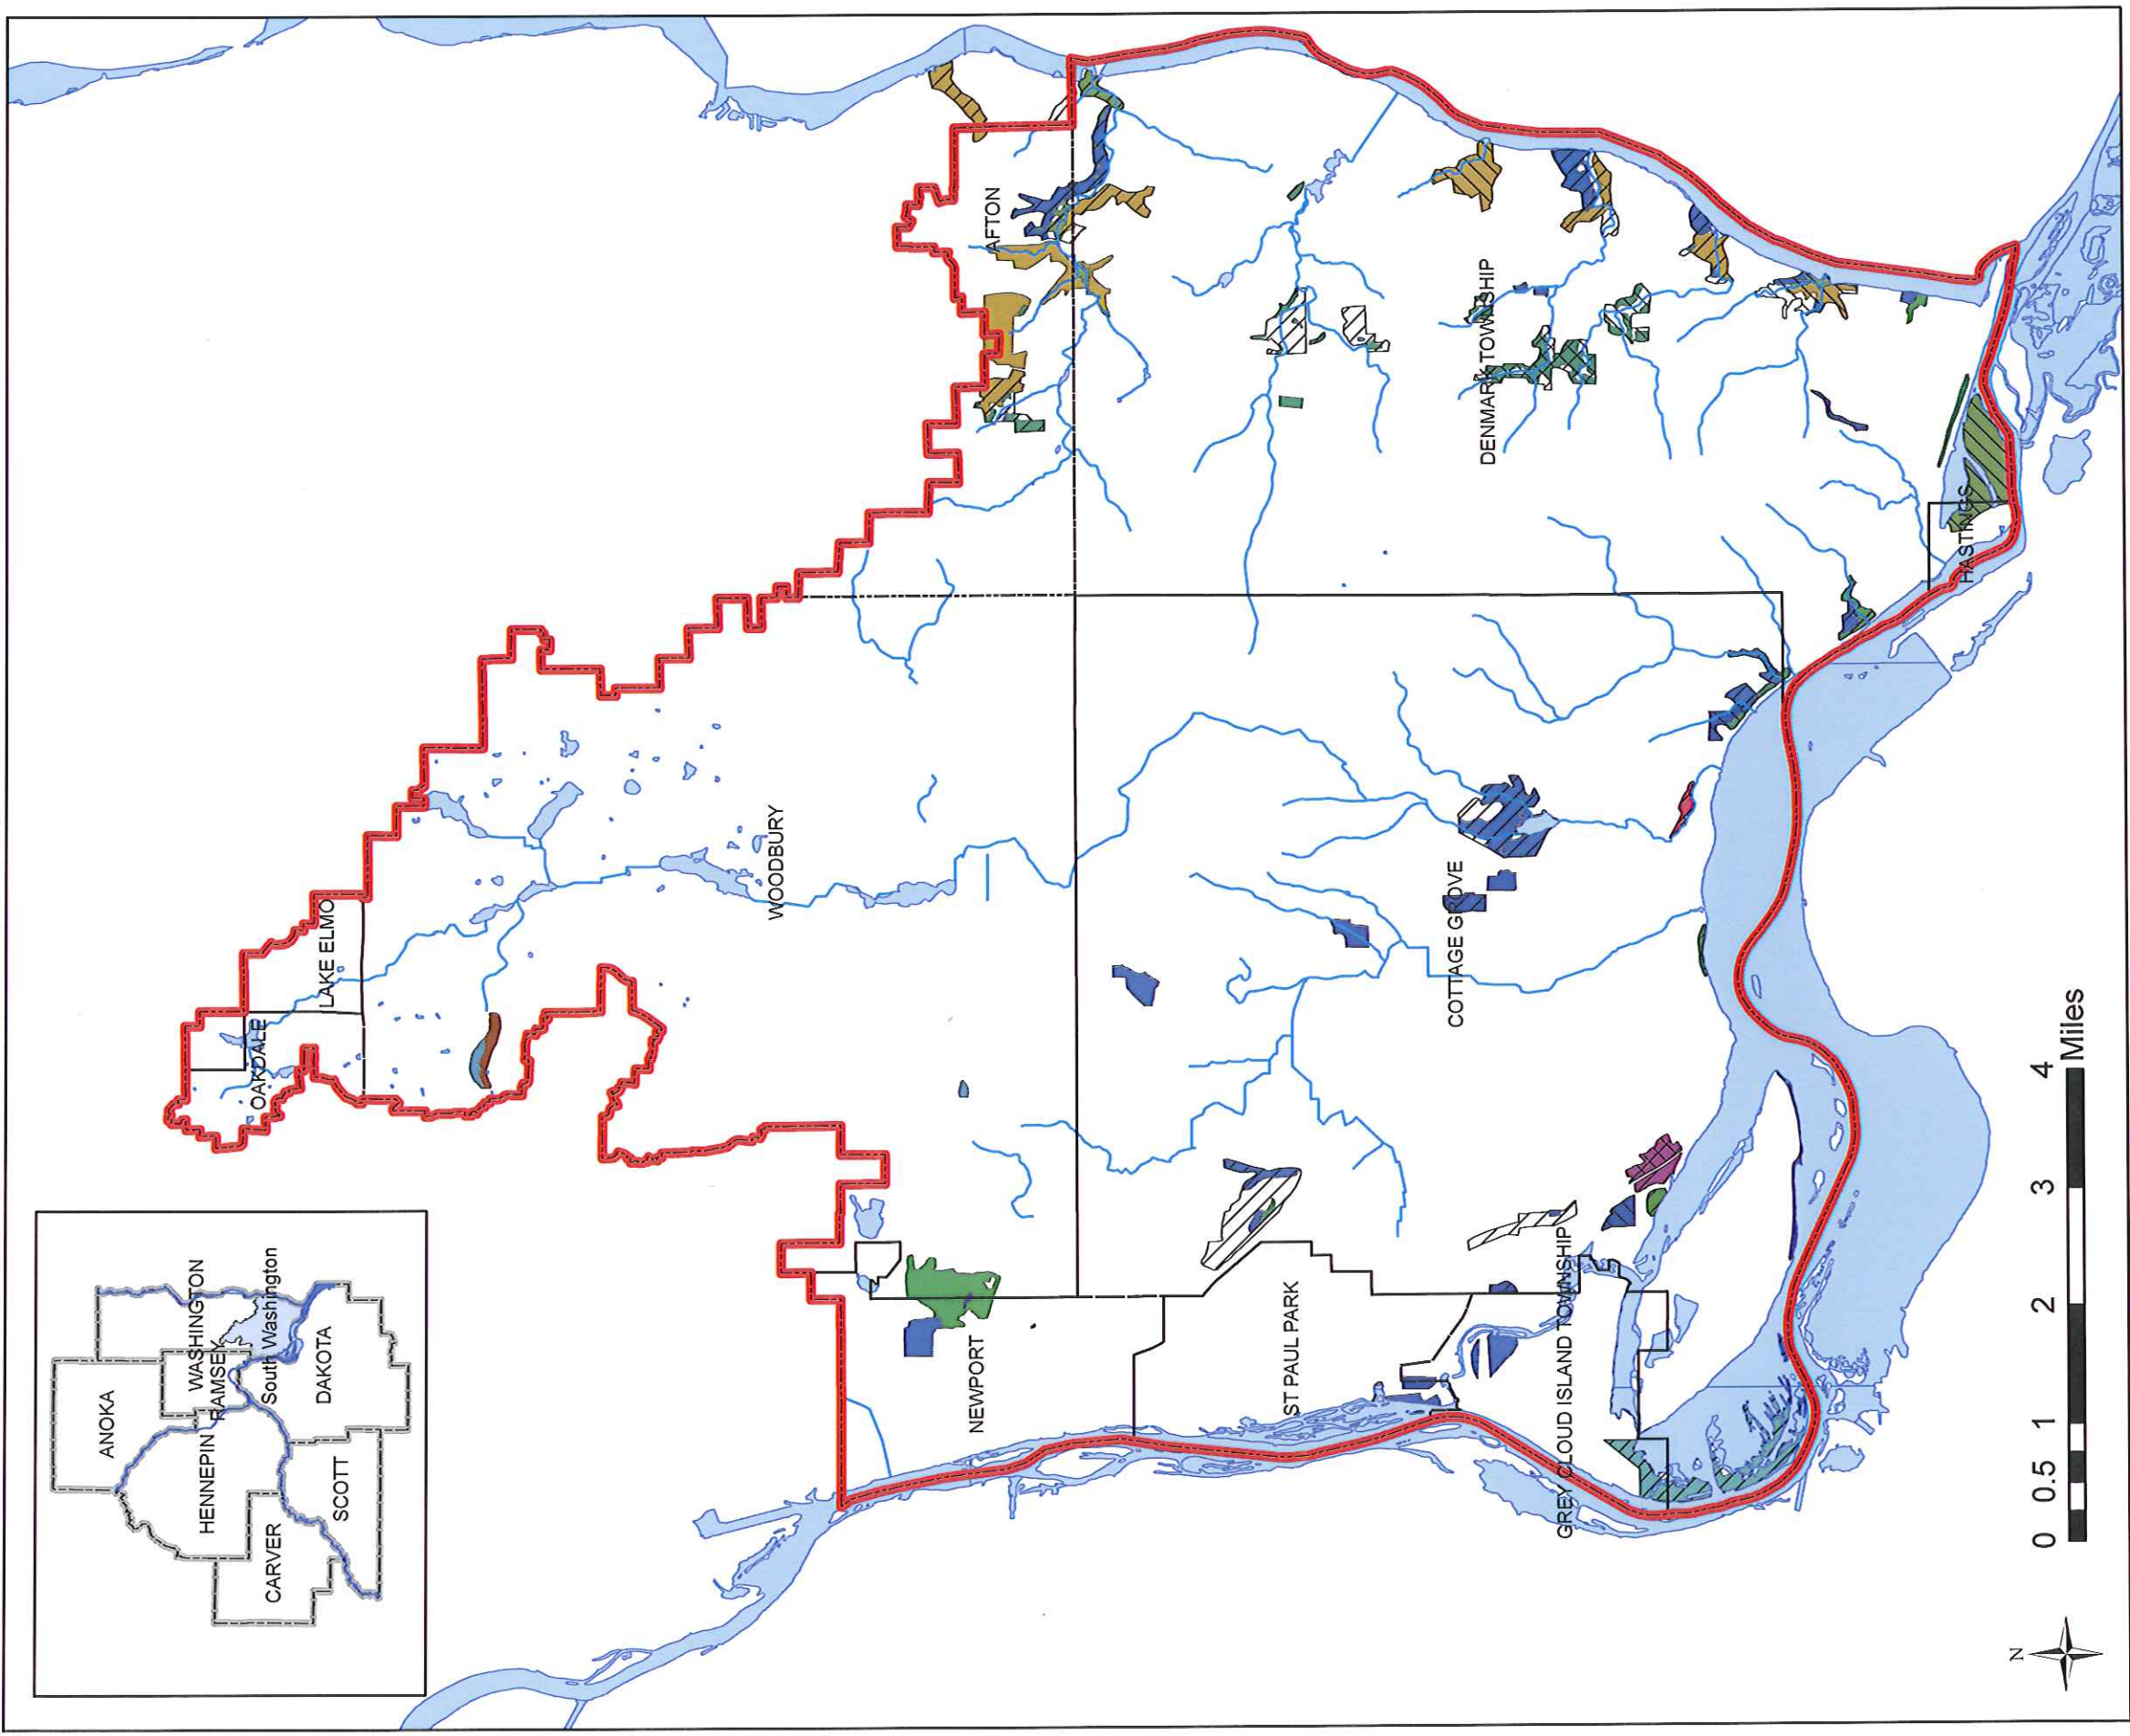 ANOKA
WASHINGTON
RAMSEY
HENNEPIN
South Washington
CARVER
DAKOTA
SCOTT
OAKDALE
LAKE ELMO
WOODBURY
AFTON
NEWPORT
ST PAUL PARK
COTTAGE GROVE
DENMARK TOWNSHIP
GREY CLOUD ISLAND TOWNSHIP
HASTINGS
N
0 0.5 1 2 3 4
Miles